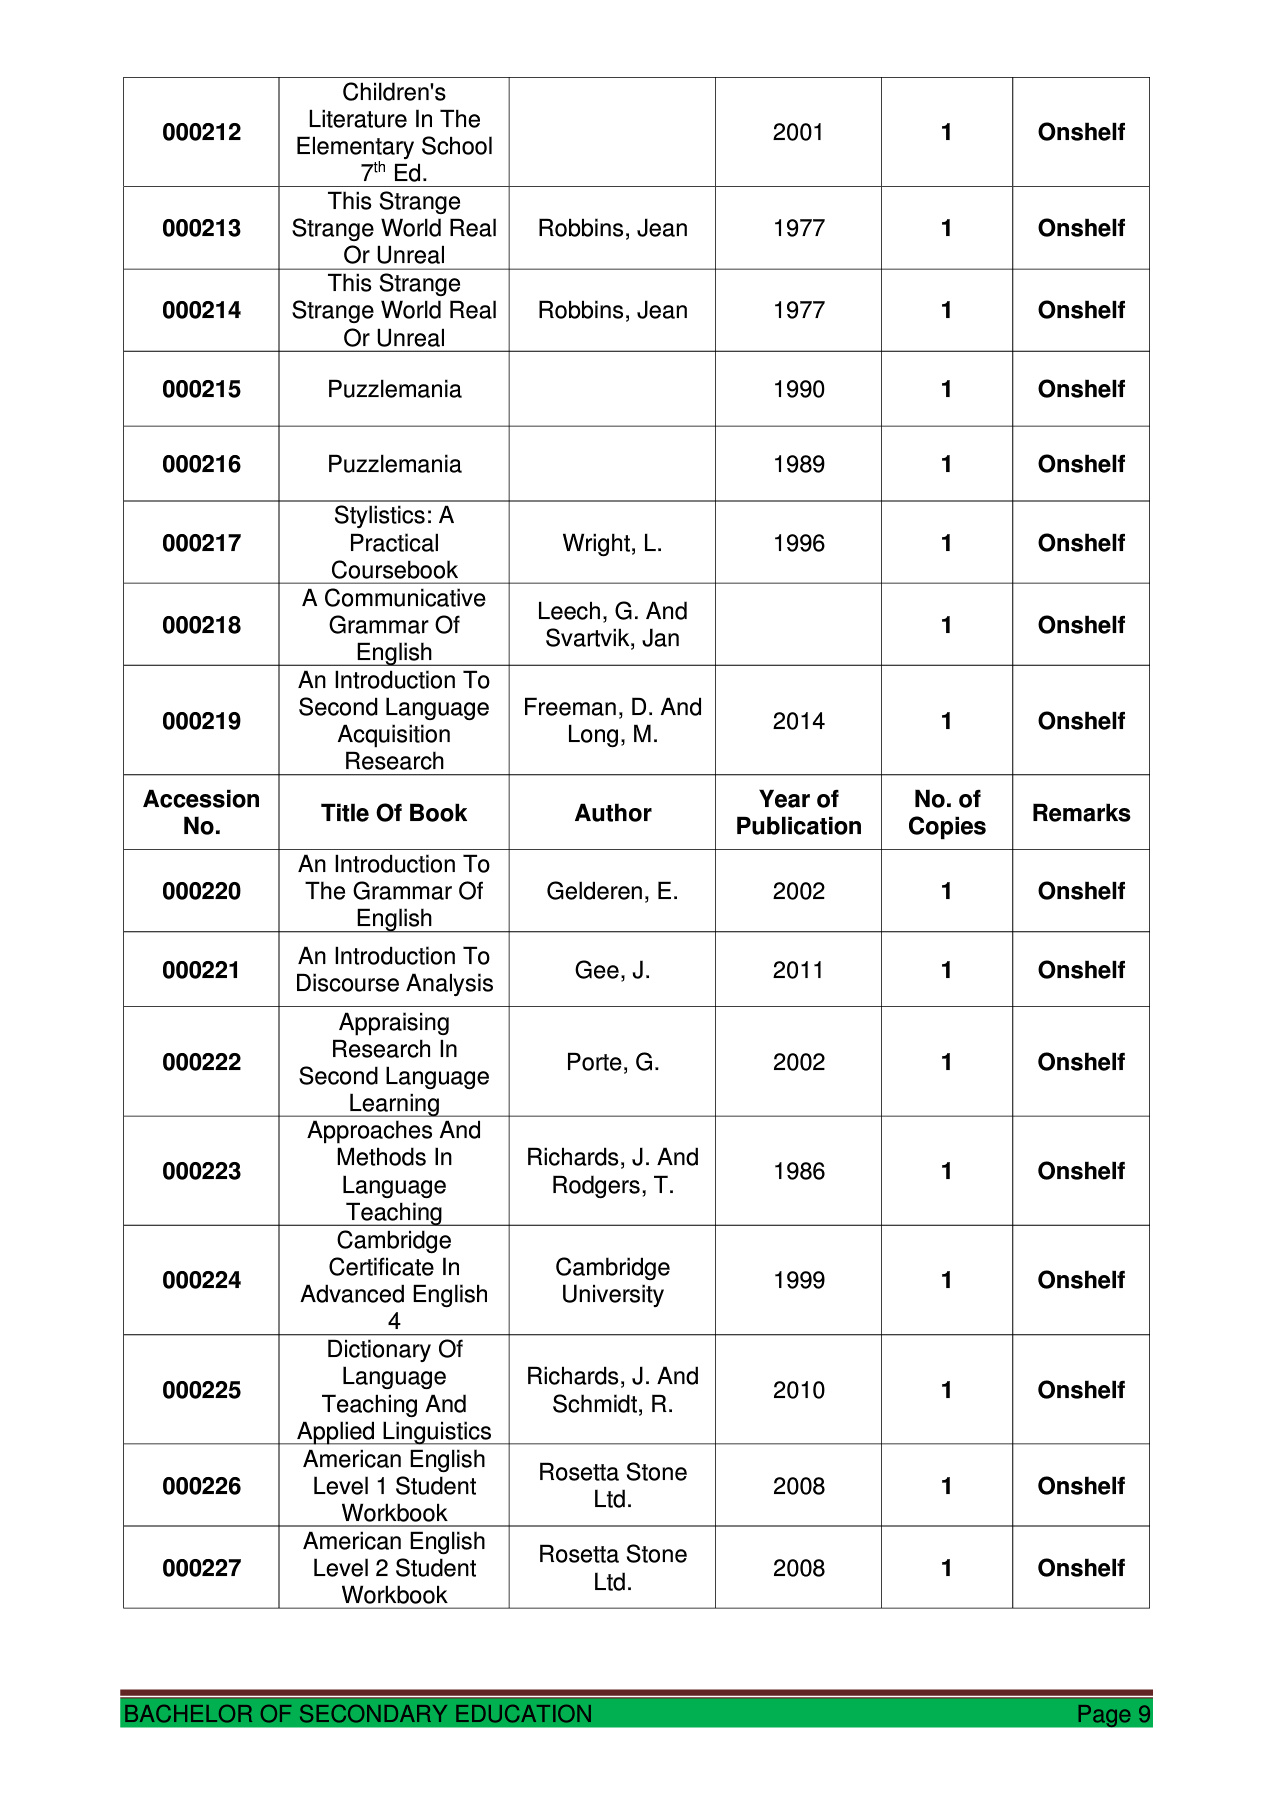 000212
Children's
Literature In The
Elementary School
7th Ed.
2001
1
Onshelf
000213
This Strange
Strange World Real
Or Unreal
Robbins, Jean
1977
1
Onshelf
000214
This Strange
Strange World Real
Or Unreal
Robbins, Jean
1977
1
Onshelf
000215
Puzzlemania
1990
1
Onshelf
000216
Puzzlemania
1989
1
Onshelf
000217
Stylistics: A
Practical
Coursebook
Wright, L.
1996
1
Onshelf
000218
A Communicative
Grammar Of
English
Leech, G. And
Svartvik, Jan
1
Onshelf
000219
An Introduction To
Second Language
Acquisition
Research
Freeman, D. And
Long, M.
2014
1
Onshelf
Accession
No.
Title Of Book
Author
Year of
Publication
No. of
Copies
Remarks
000220
An Introduction To
The Grammar Of
English
Gelderen, E.
2002
1
Onshelf
000221
An Introduction To
Discourse Analysis
Gee, J.
2011
1
Onshelf
000222
Appraising
Research In
Second Language
Learning
Porte, G.
2002
1
Onshelf
000223
Approaches And
Methods In
Language
Teaching
Richards, J. And
Rodgers, T.
1986
1
Onshelf
000224
Cambridge
Certificate In
Advanced English
4
Cambridge
University
1999
1
Onshelf
000225
Dictionary Of
Language
Teaching And
Applied Linguistics
Richards, J. And
Schmidt, R.
2010
1
Onshelf
000226
American English
Level 1 Student
Workbook
Rosetta Stone
Ltd.
2008
1
Onshelf
000227
American English
Level 2 Student
Workbook
Rosetta Stone
Ltd.
2008
1
Onshelf
BACHELOR OF SECONDARY EDUCATION
Page 9